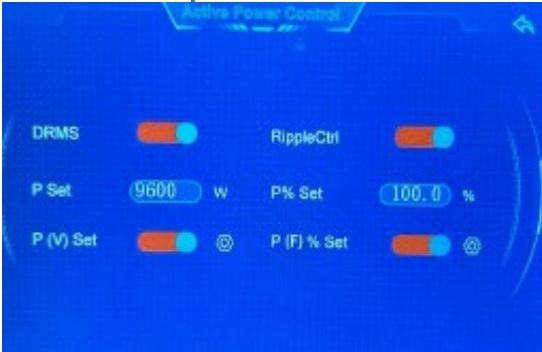 Active Power Control
DRMS RippleCtrl
P Set 9600 W P% Set 100.0 %
P (V) Set P (F) % Set